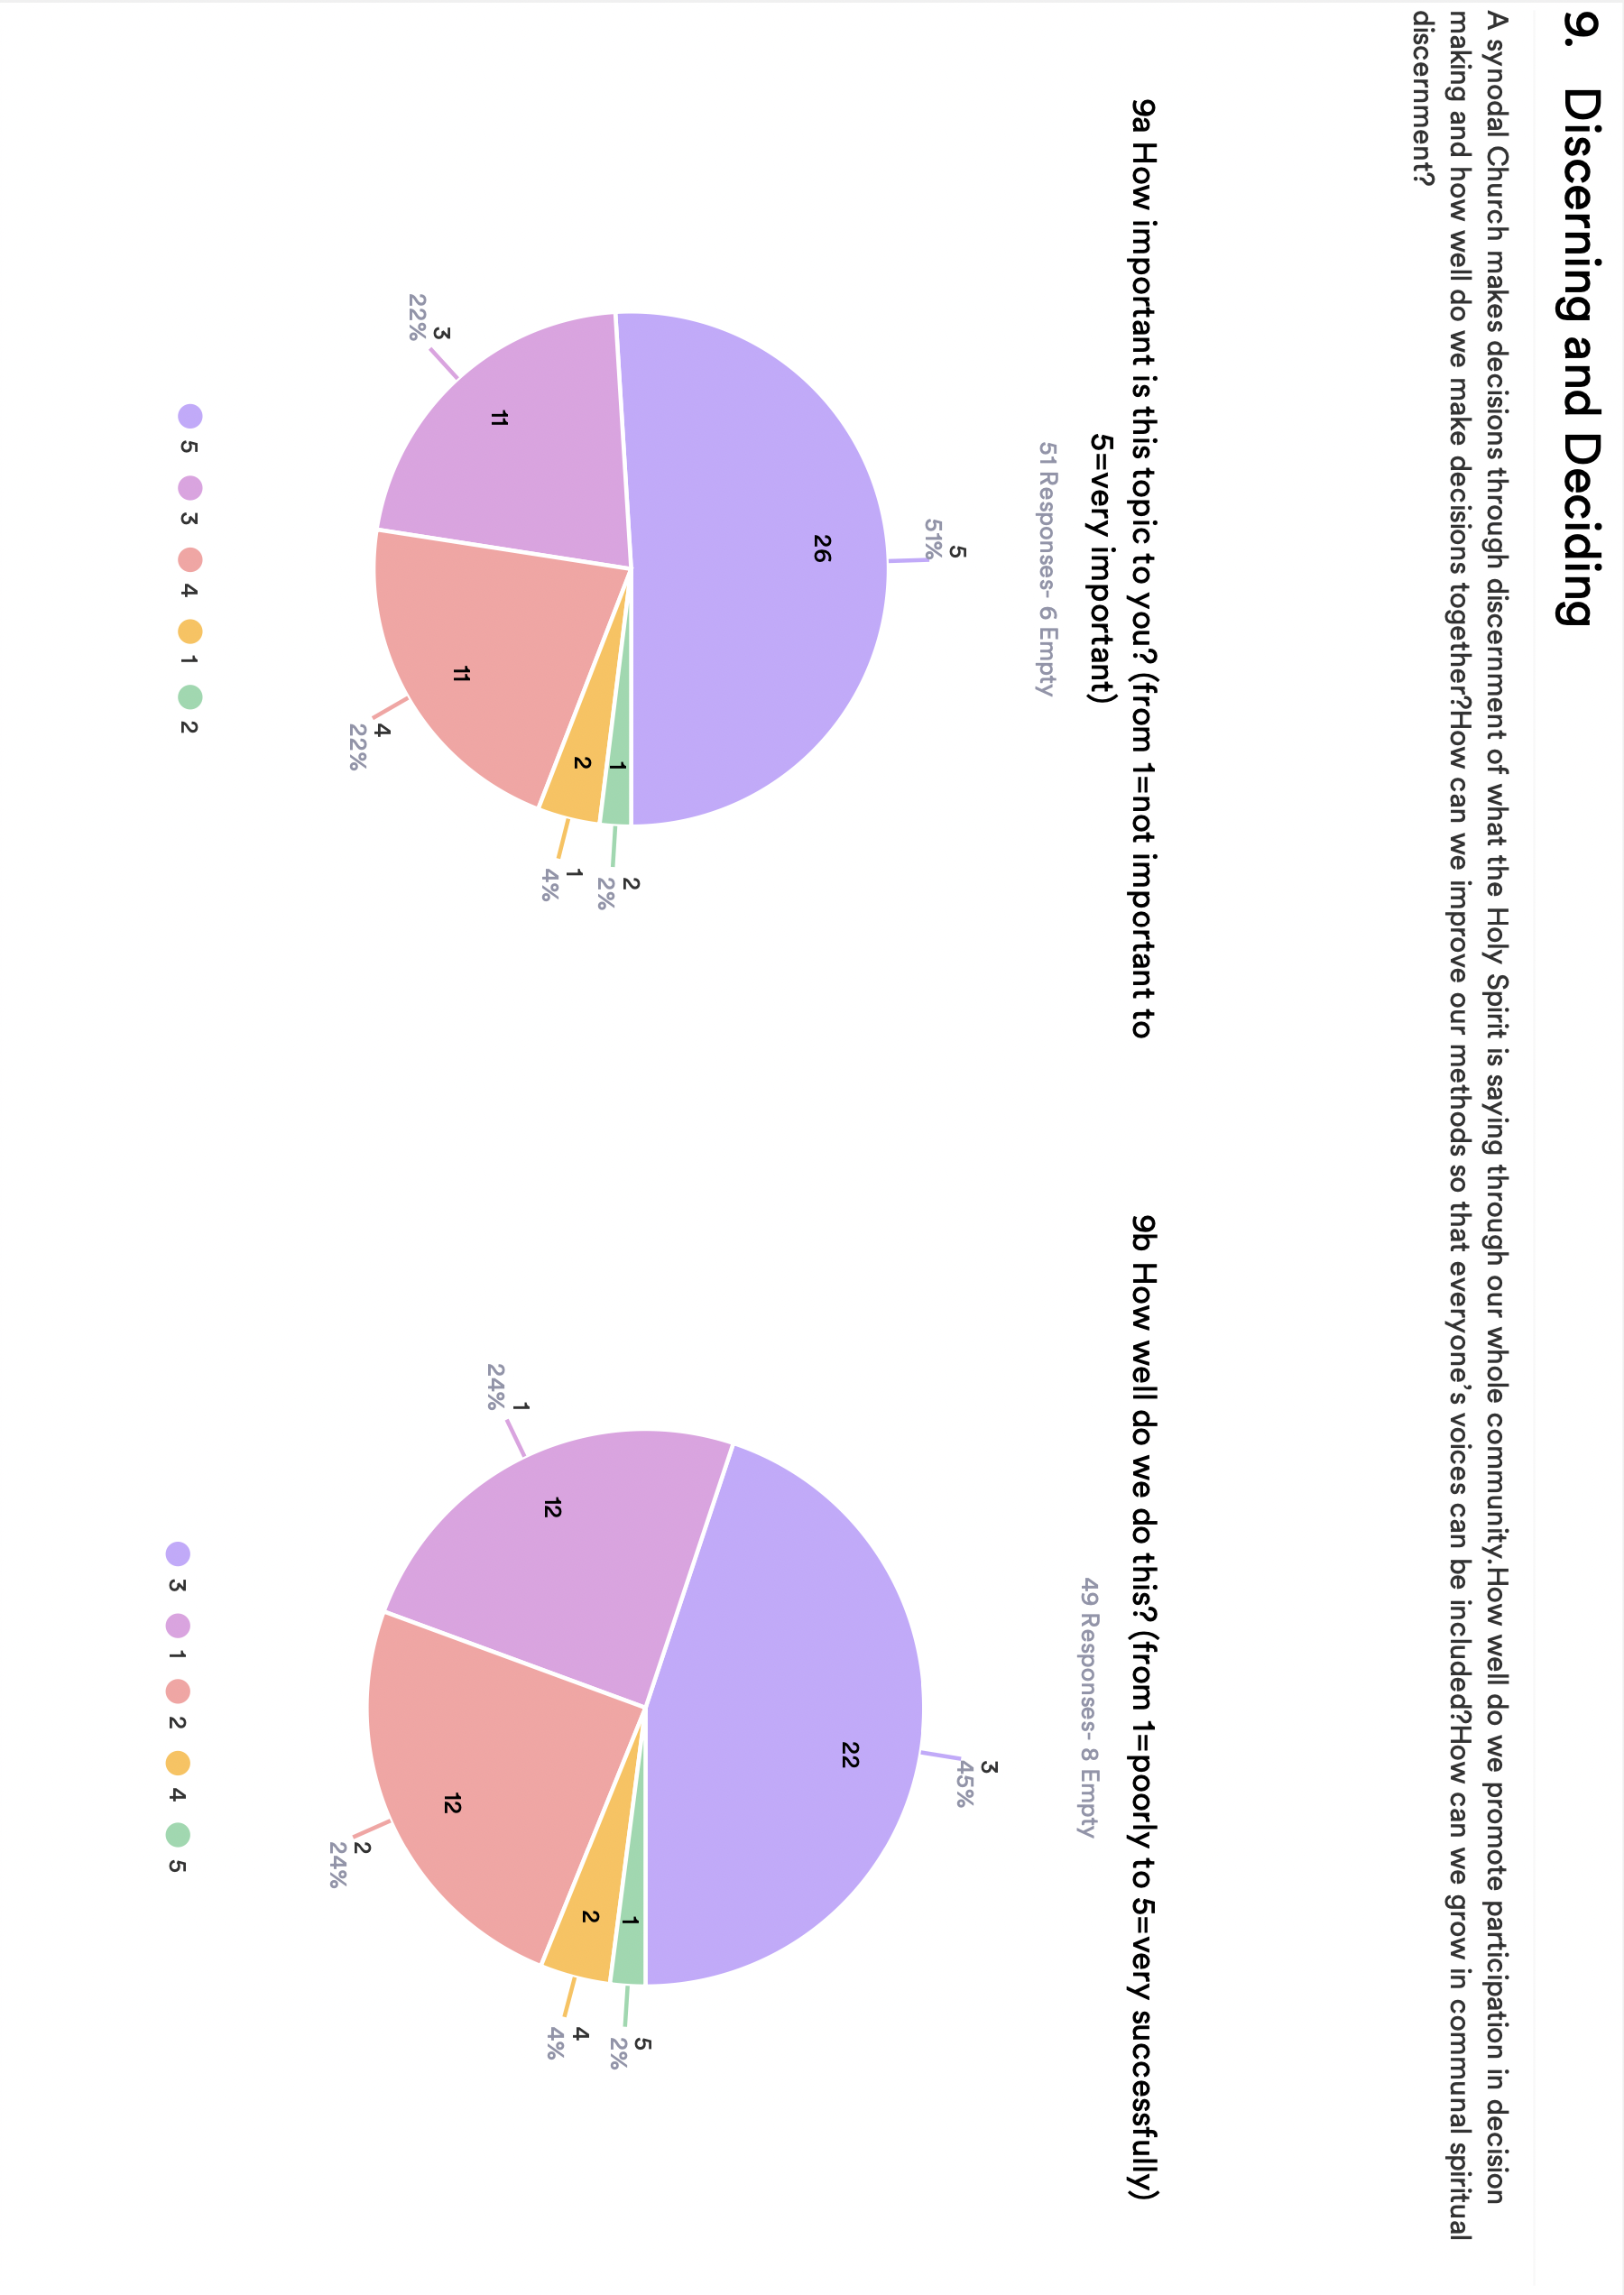 9. Discerning and Deciding
A synodal Church makes decisions through discernment of what the Holy Spirit is saying through our whole community.How well do we promote participation in decision
making and how well do we make decisions together?How can we improve our methods so that everyone's voices can be included?How can we grow in communal spiritual
discernment?
9a How important is this topic to you? (from 1=not important to
5=very important)
51 Responses- 6 Empty
5
51%
26
3
22%
11
11
4
22%
2
1
1
4%
2
2%
5 3 4 1 2
9b How well do we do this? (from 1=poorly to 5=very successfully)
49 Responses- 8 Empty
3
45%
22
1
24%
12
12
2
24%
2
1
4
4%
5
2%
3 1 2 4 5